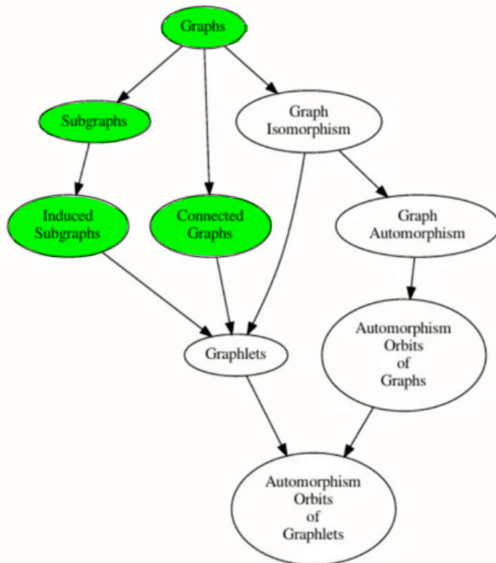 Graphs
Subgraphs
Graph
Isomorphism
Induced
Subgraphs
Connected
Graphs
Graph
Automorphism
Graphlets
Automorphism
Orbits
of
Graphs
Automorphism
Orbits
of
Graphlets